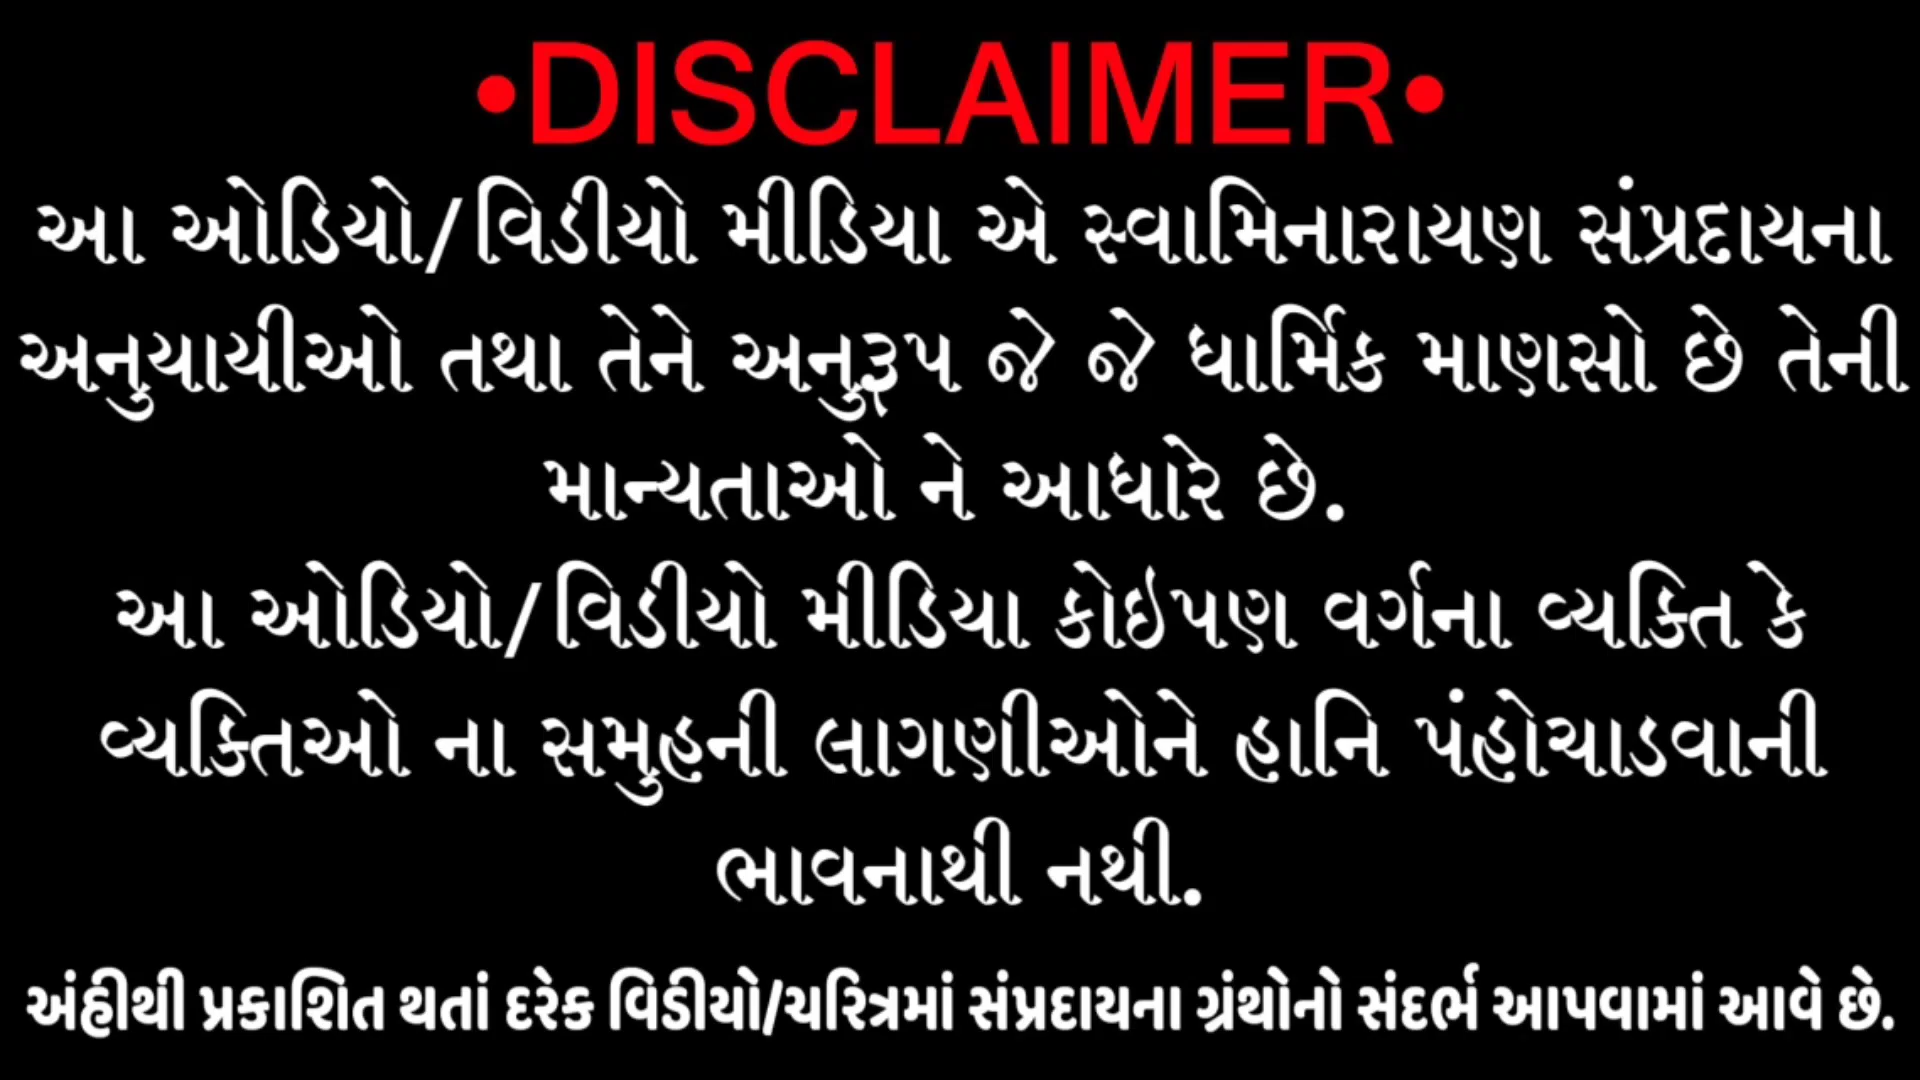 •DISCLAIMER•
આ ઓડિયો/વિડીયો મીડિયા એ સ્વામિનારાયણ સંપ્રદાયના
અનુયાયીઓ તથા તેને અનુરૂપ જે જે ધાર્મિક માણસો છે તેની
માન્યતાઓ ને આધારે છે.
આ ઓડિયો/વિડીયો મીડિયા કોઇપણ વર્ગના વ્યક્તિ કે
વ્યક્તિઓ ના સમુહની લાગણીઓને હાનિ પંહોચાડવાની
ભાવનાથી નથી.
અંહીથી પ્રકાશિત થતાં દરેક વિડીયો/ચરિત્રમાં સંપ્રદાયના ગ્રંથોનો સંદર્ભ આપવામાં આવે છે.